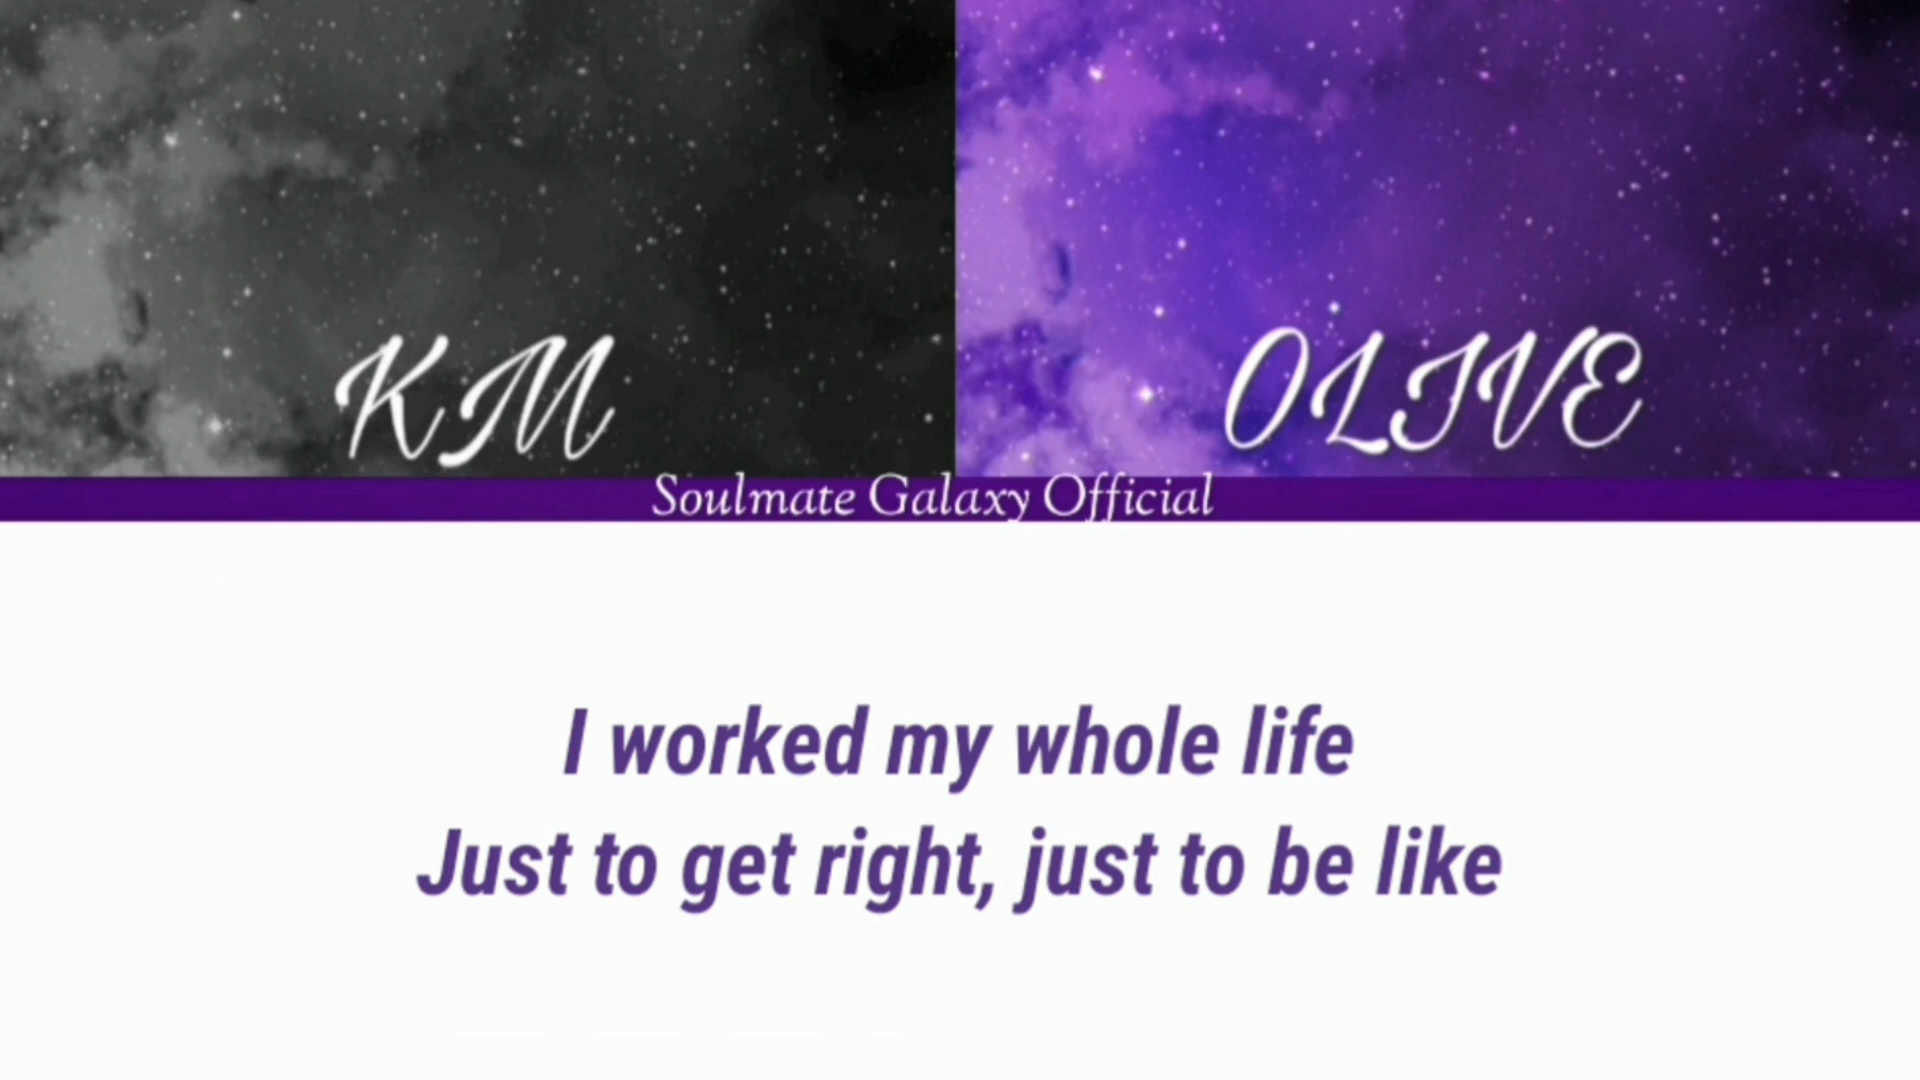 KM
OLIVE
Soulmate Galaxy Official
I worked my whole life
Just to get right, just to be like